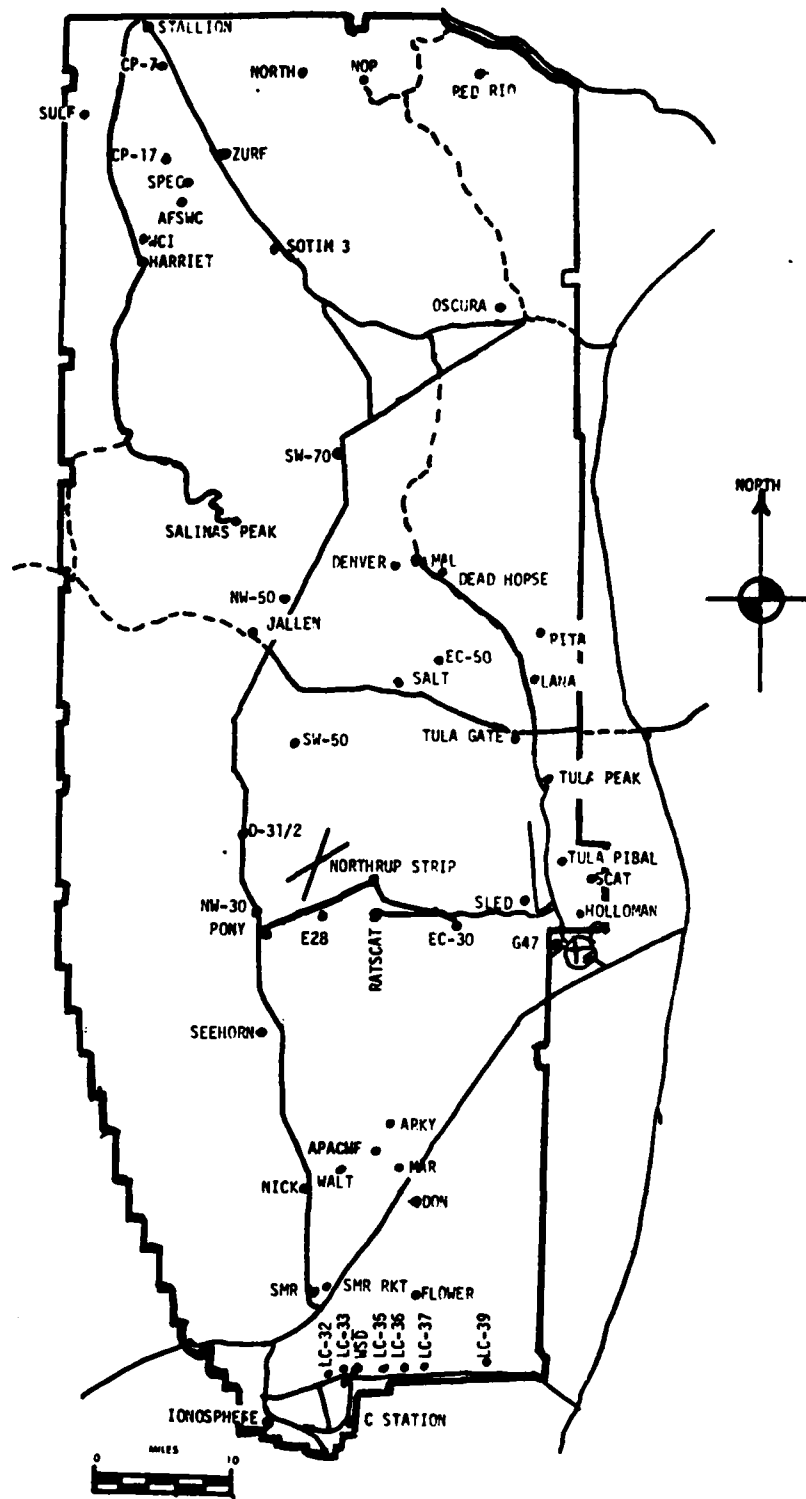 STALLION
CP-7
NORTH
NOP
RED RIO
SULF
CP-17
ZURF
SPEC
AFSWC
WCI
HARRIET
SOTIM 3
OSCURA
SW-70
NORTH
SALINAS PEAK
DENVER
MAL
DEAD HORSE
NW-50
JALLEN
RITA
EC-50
SALT
LANA
SW-50
TULA GATE
TULA PEAK
D-37/2
NORTHRUP STRIP
TULA PIBAL
SCAT
SLED
HOLLOMAN
NW-30
PONY
E28
RATSCAT
EC-30
G47
SEEHORN
ARKY
APACHE
WALT
MAR
NICK
DON
SMR
SMR RKT
FLOWER
LC-32
LC-33
WSD
LC-35
LC-36
LC-37
LC-39
IONOSPHERE
C STATION
MILES
0 10